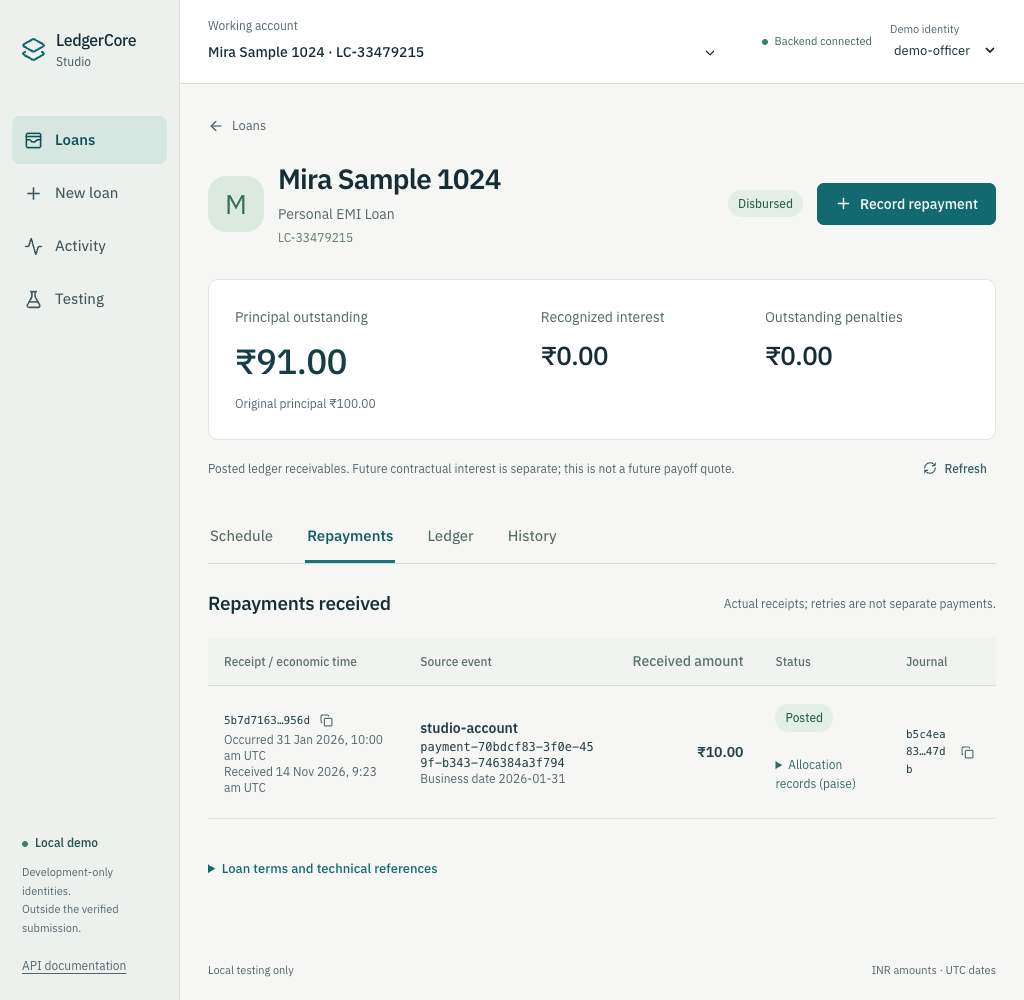 LedgerCore
Studio
Loans
New loan
Activity
Testing
Local demo
Development-only
identities.
Outside the verified
submission.
API documentation
Working account
Mira Sample 1024 · LC-33479215
Backend connected
Demo identity
demo-officer
Loans
M
Mira Sample 1024
Personal EMI Loan
LC-33479215
Disbursed
Record repayment
Principal outstanding
₹91.00
Original principal ₹100.00
Recognized interest
₹0.00
Outstanding penalties
₹0.00
Posted ledger receivables. Future contractual interest is separate; this is not a future payoff quote.
Refresh
Schedule
Repayments
Ledger
History
Repayments received
Actual receipts; retries are not separate payments.
Receipt / economic time
Source event
Received amount
Status
Journal
5b7d7163…956d
Occurred 31 Jan 2026, 10:00
am UTC
Received 14 Nov 2026, 9:23
am UTC
studio-account
payment-70bdcf83-3f0e-45
9f-b343-746384a3f794
Business date 2026-01-31
₹10.00
Posted
Allocation
records (paise)
b5c4ea
83…47d
b
Loan terms and technical references
Local testing only
INR amounts · UTC dates